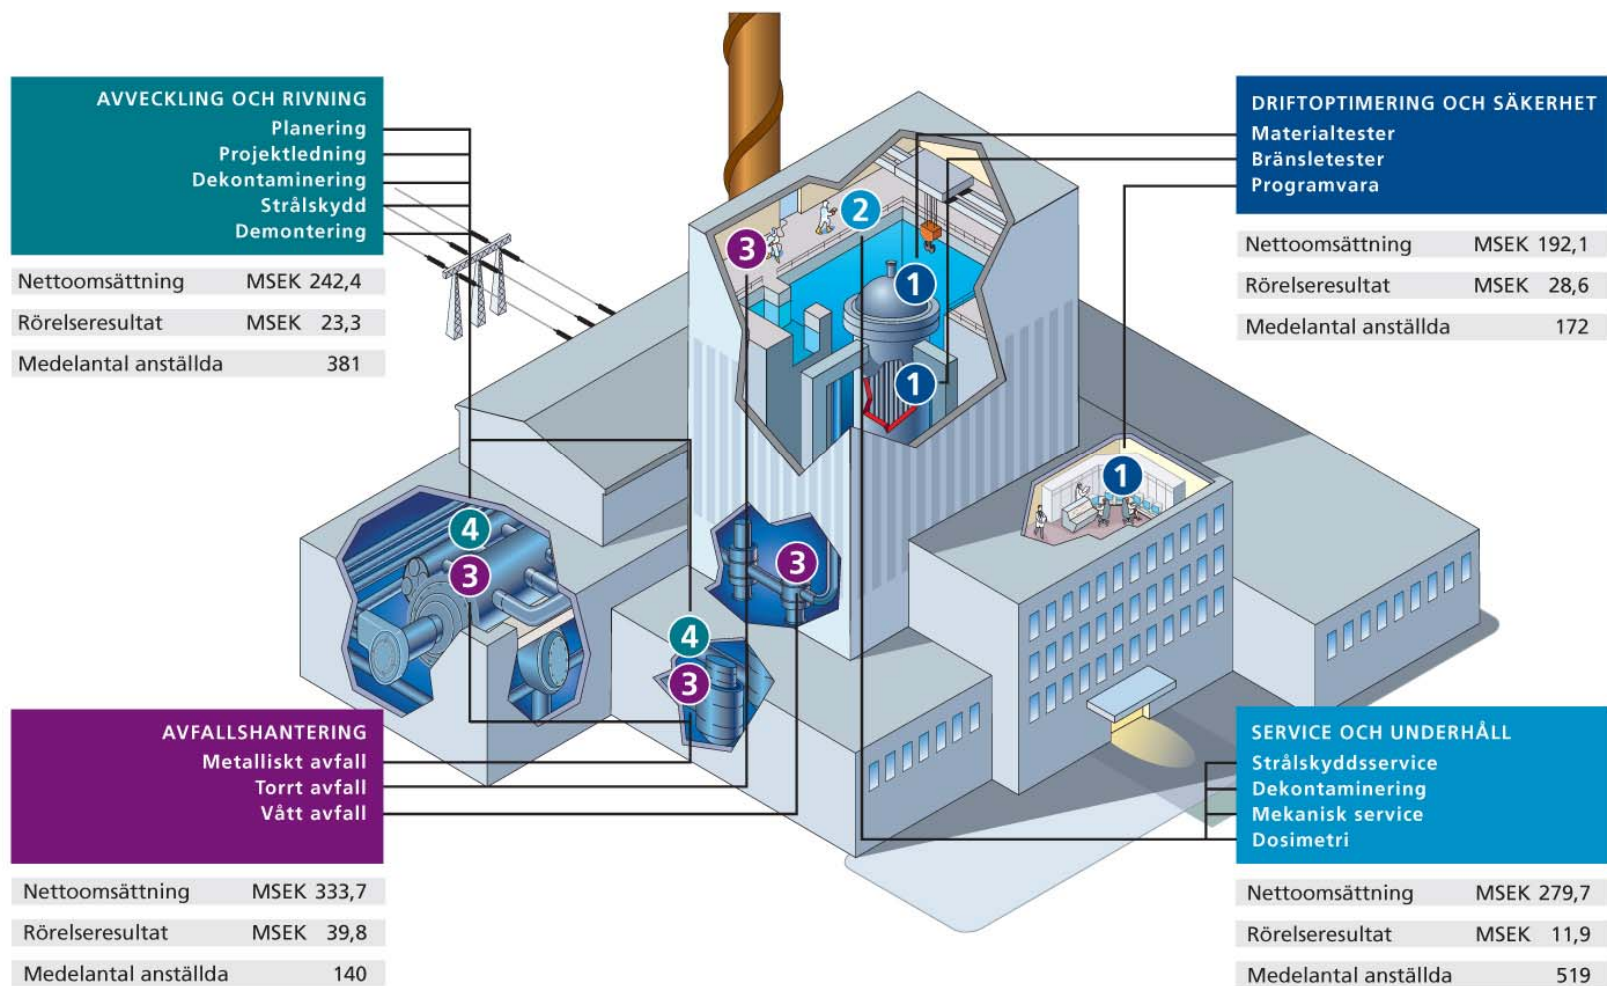 AVVECKLING OCH RIVNING
Planering
Projektledning
Dekontaminering
Strålskydd
Demontering
Nettoomsättning MSEK 242,4
Rörelseresultat MSEK 23,3
Medelantal anställda 381
DRIFTOPTIMERING OCH SÄKERHET
Materialtester
Bränsletester
Programvara
Nettoomsättning MSEK 192,1
Rörelseresultat MSEK 28,6
Medelantal anställda 172
2
3
1
1
1
4
3
3
4
3
AVFALLSHANTERING
Metalliskt avfall
Torrt avfall
Vått avfall
Nettoomsättning MSEK 333,7
Rörelseresultat MSEK 39,8
Medelantal anställda 140
SERVICE OCH UNDERHÅLL
Strålskyddsservice
Dekontaminering
Mekanisk service
Dosimetri
Nettoomsättning MSEK 279,7
Rörelseresultat MSEK 11,9
Medelantal anställda 519